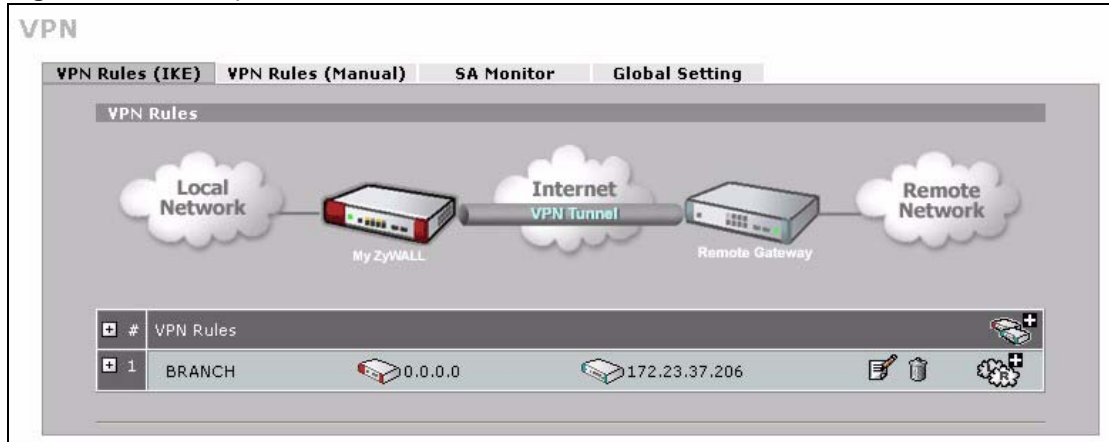 VPN
VPN Rules (IKE) VPN Rules (Manual) SA Monitor Global Setting
VPN Rules
Local Network
Internet
VPN Tunnel
Remote Network
My ZyWALL
Remote Gateway
# VPN Rules
1 BRANCH 0.0.0.0 172.23.37.206 R